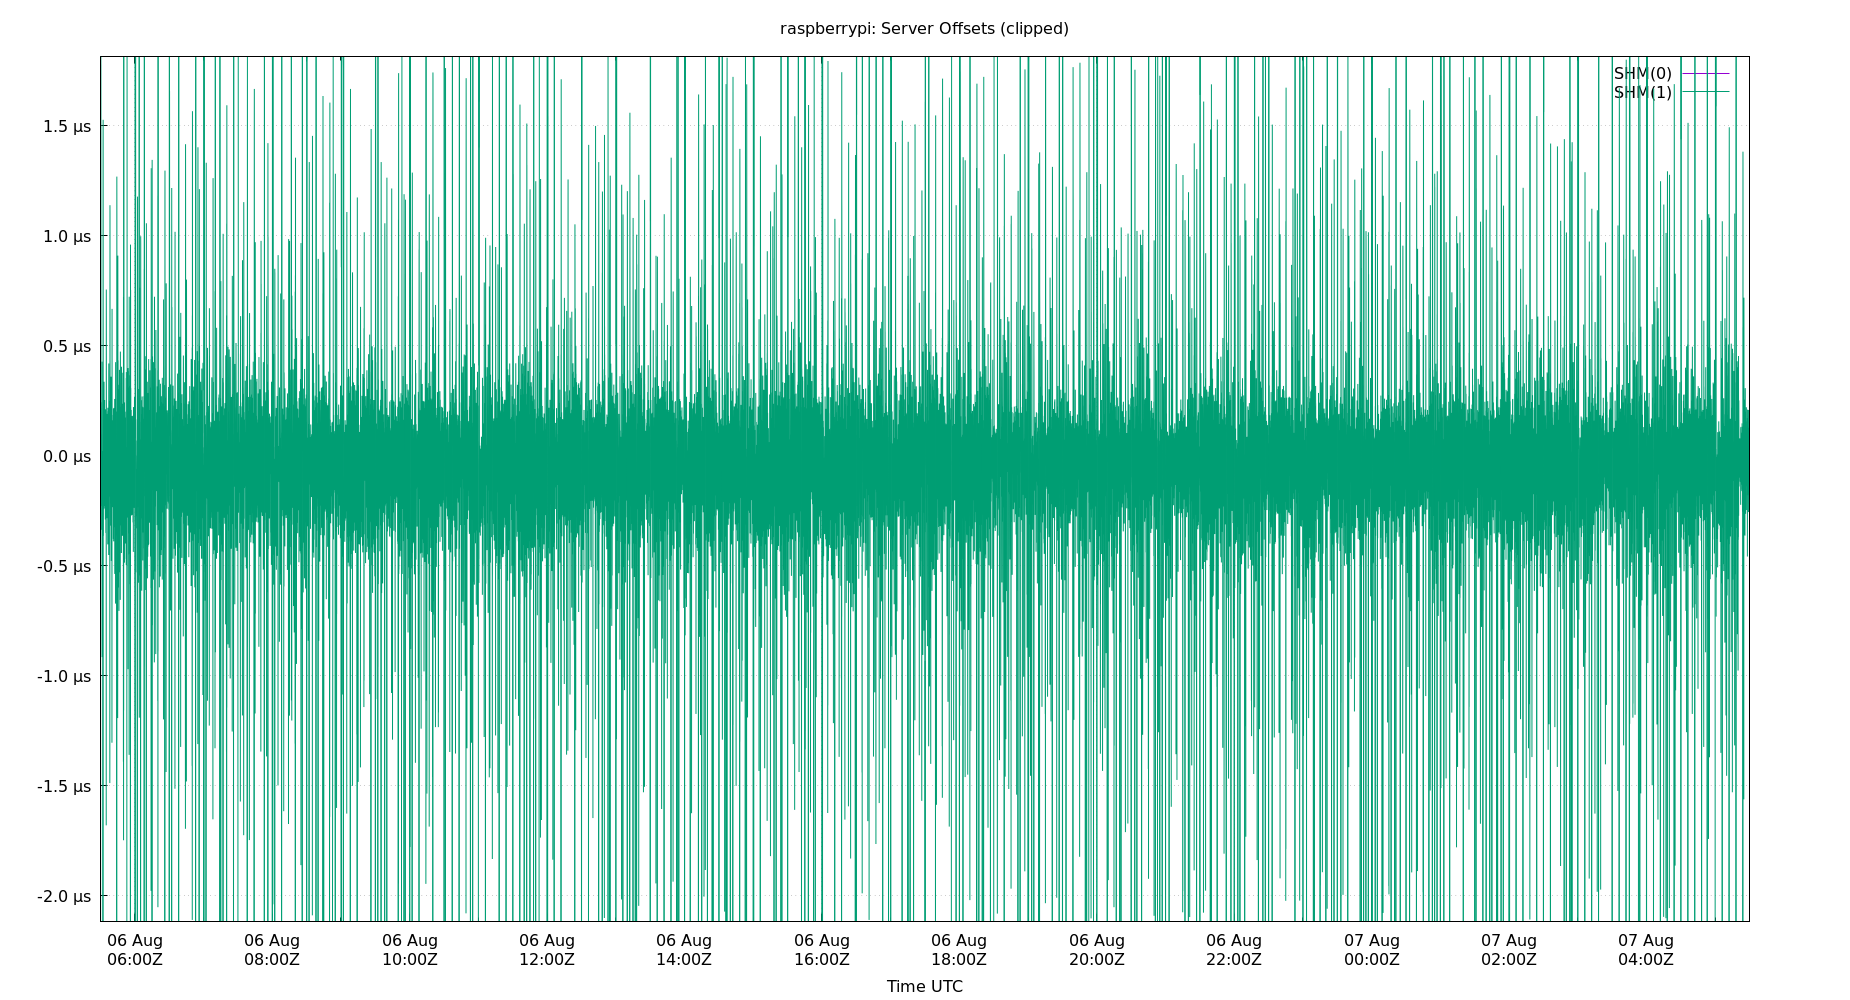 raspberrypi: Server Offsets (clipped)
SHM(0)
SHM(1)
1.5 µs
1.0 µs
0.5 µs
0.0 µs
-0.5 µs
-1.0 µs
-1.5 µs
-2.0 µs
06 Aug 06 Aug 06 Aug 06 Aug 06 Aug 06 Aug 06 Aug 06 Aug 06 Aug 07 Aug 07 Aug 07 Aug
06:00Z 08:00Z 10:00Z 12:00Z 14:00Z 16:00Z 18:00Z 20:00Z 22:00Z 00:00Z 02:00Z 04:00Z
Time UTC